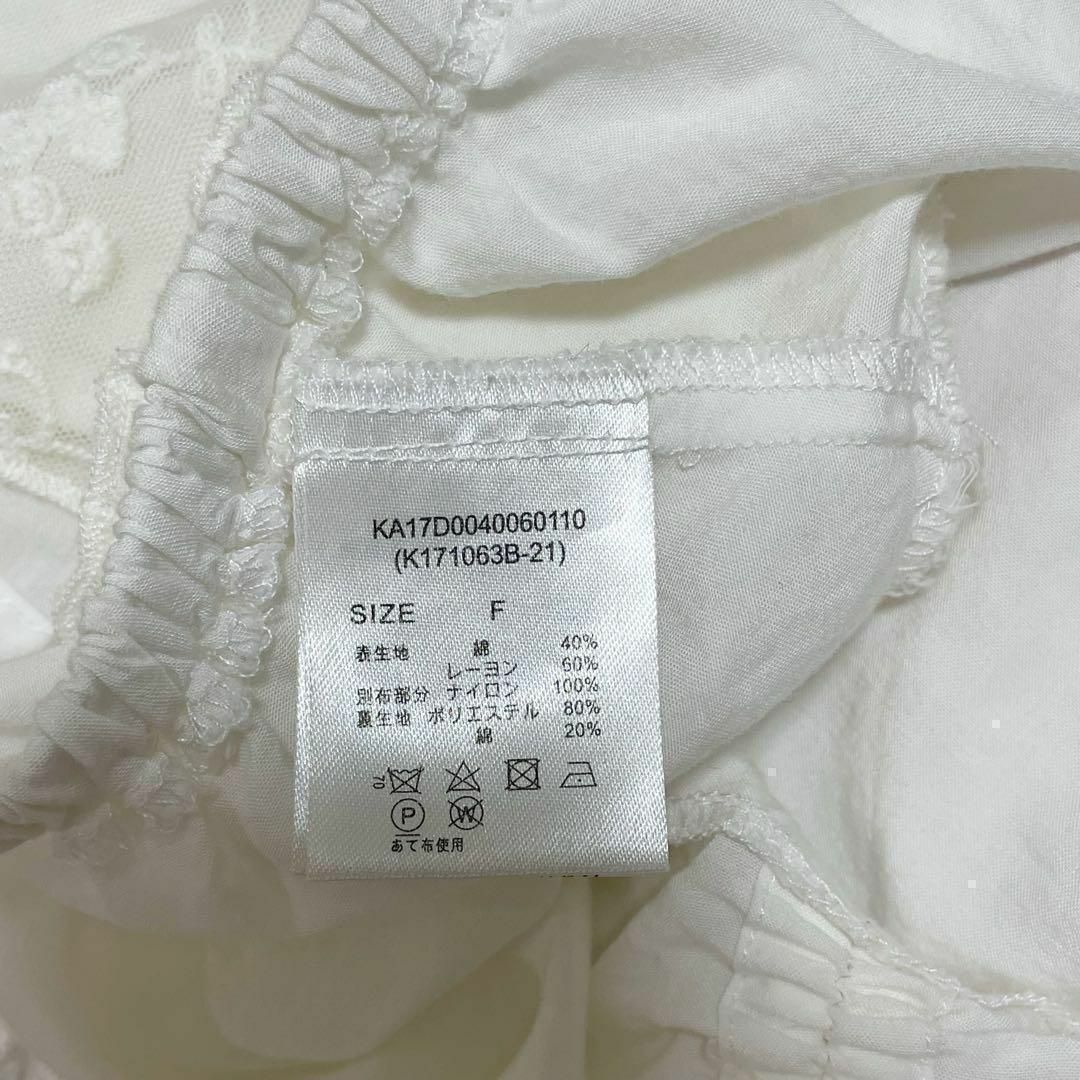 KA17D0040060110
(K171063B-21)
SIZE F
表生地 綿 40%
レーヨン 60%
別布部分 ナイロン 100%
裏生地 ポリエステル 80%
綿 20%
70
P W
あて布使用